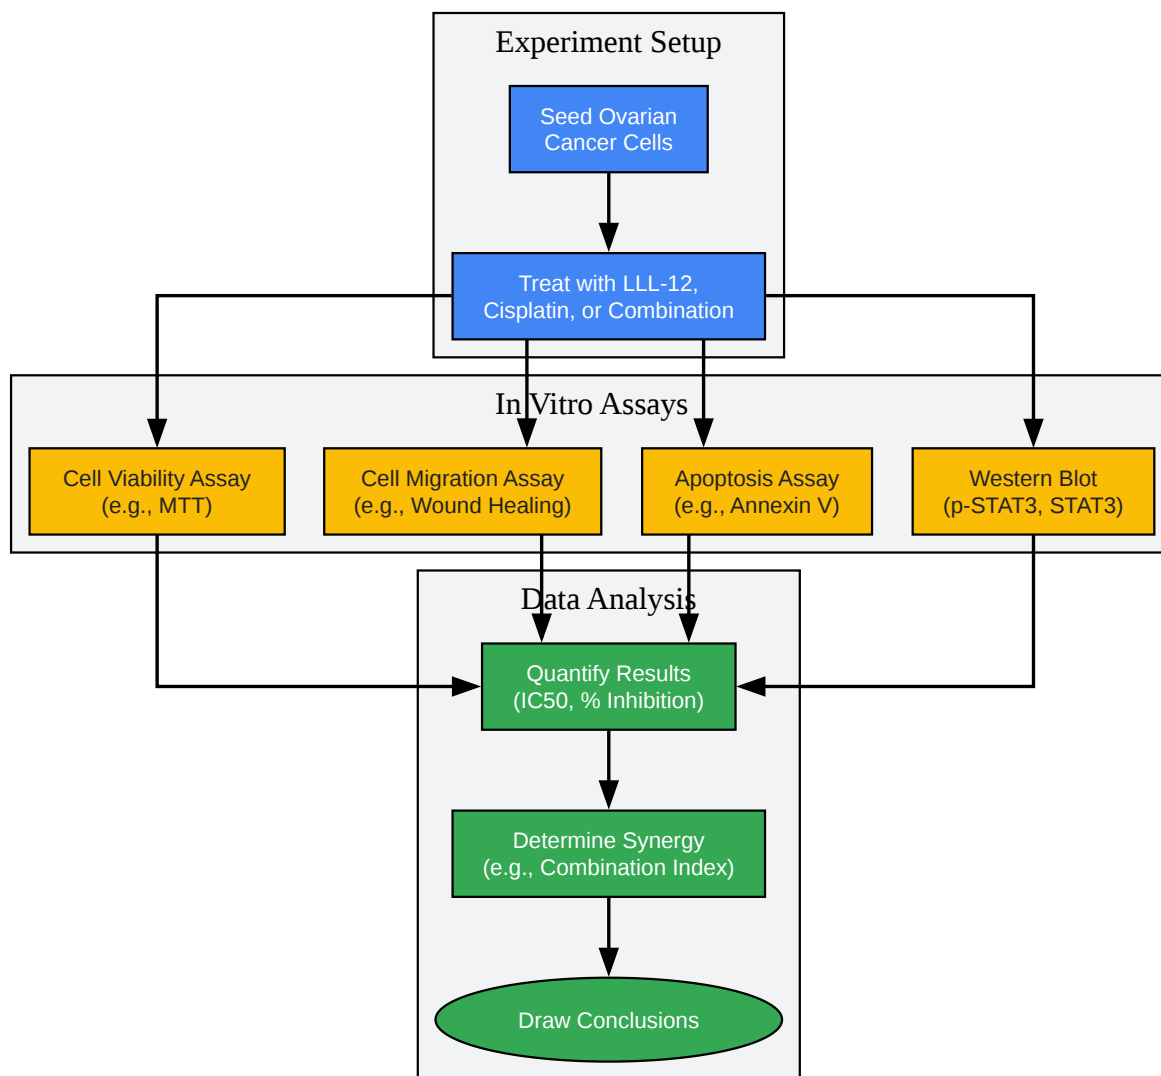 Experiment Setup
Seed Ovarian
Cancer Cells
Treat with LLL-12,
Cisplatin, or Combination
In Vitro Assays
Cell Viability Assay
(e.g., MTT)
Cell Migration Assay
(e.g., Wound Healing)
Apoptosis Assay
(e.g., Annexin V)
Western Blot
(p-STAT3, STAT3)
Data Analysis
Quantify Results
(IC50, % Inhibition)
Determine Synergy
(e.g., Combination Index)
Draw Conclusions